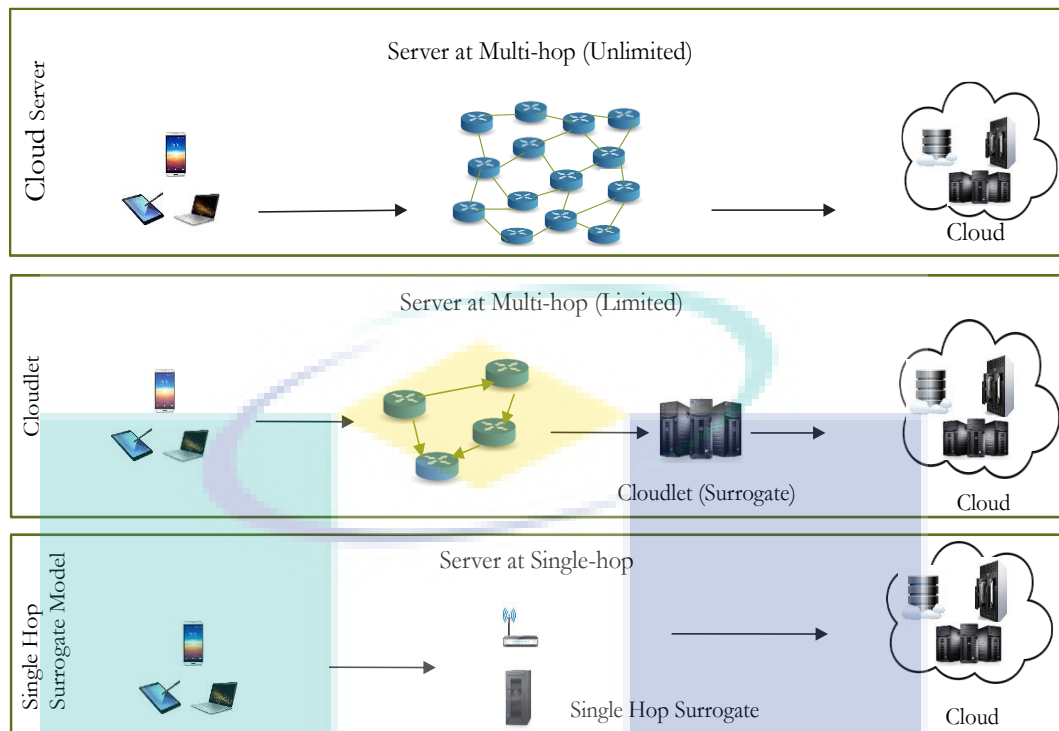 Server at Multi-hop (Unlimited)
Cloud Server
Cloud
Server at Multi-hop (Limited)
Cloudlet
Cloudlet (Surrogate)
Cloud
Server at Single-hop
Single Hop
Surrogate Model
Single Hop Surrogate
Cloud